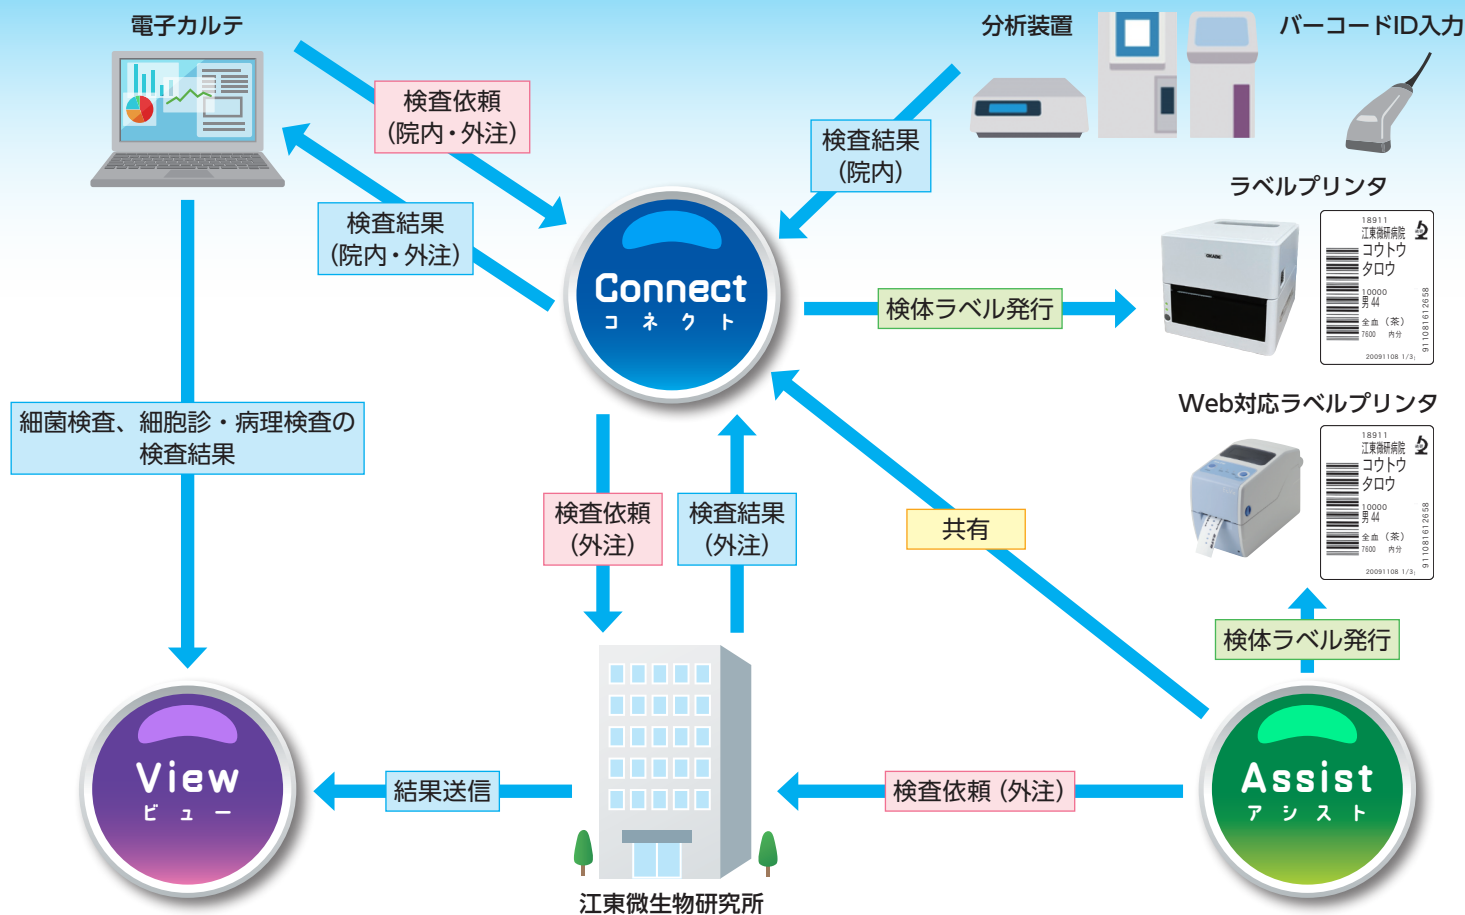 電子カルテ
分析装置
バーコードID入力
検査依頼
（院内・外注）
検査結果
（院内）
検査結果
（院内・外注）
ラベルプリンタ
18911
江東微研病院
コウトウ
タロウ
10000
男 44
全血（茶）
7600 内分
20091108 1/3;
911081612658
Connect
コネクト
検体ラベル発行
Web対応ラベルプリンタ
18911
江東微研病院
コウトウ
タロウ
10000
男 44
全血（茶）
7600 内分
20091108 1/3;
911081612658
細菌検査、細胞診・病理検査の
検査結果
検査依頼
（外注）
検査結果
（外注）
共有
検体ラベル発行
View
ビュー
結果送信
検査依頼（外注）
Assist
アシスト
江東微生物研究所